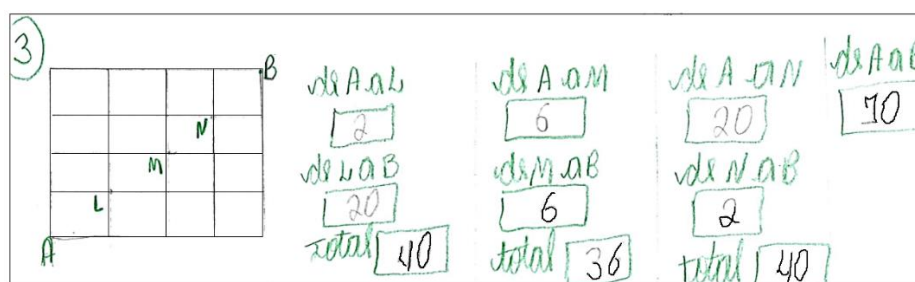 3
B
N
M
L
A
de A a L
2
de L a B
20
total 40
de A a M
6
de M a B
6
total 36
de A a N
20
de N a B
2
total 40
de A a B
70